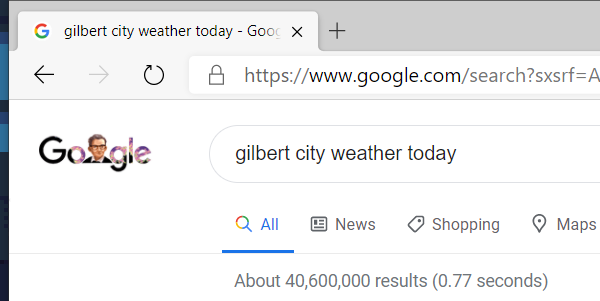 gilbert city weather today - Goog
https://www.google.com/search?sxsrf=A
Google
gilbert city weather today
All News Shopping Maps
About 40,600,000 results (0.77 seconds)